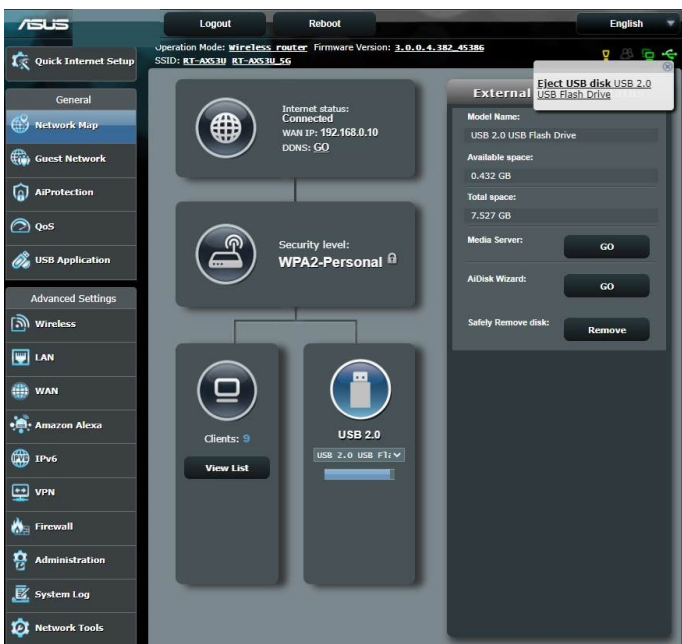 ASUS
Logout
Reboot
English
Operation Mode: Wireless router Firmware Version: 3.0.0.4.382_45386
SSID: RT-AX53U RT-AX53U_5G
Quick Internet Setup
General
Network Map
Guest Network
AiProtection
QoS
USB Application
Advanced Settings
Wireless
LAN
WAN
Amazon Alexa
IPv6
VPN
Firewall
Administration
System Log
Network Tools
Internet status:
Connected
WAN IP: 192.168.0.10
DDNS: GO
Security level:
WPA2-Personal
Clients: 9
View List
USB 2.0
USB 2.0 USB Fla
External
Eject USB disk USB 2.0
USB Flash Drive
Model Name:
USB 2.0 USB Flash Drive
Available space:
0.432 GB
Total space:
7.527 GB
Media Server:
GO
AiDisk Wizard:
GO
Safely Remove disk:
Remove